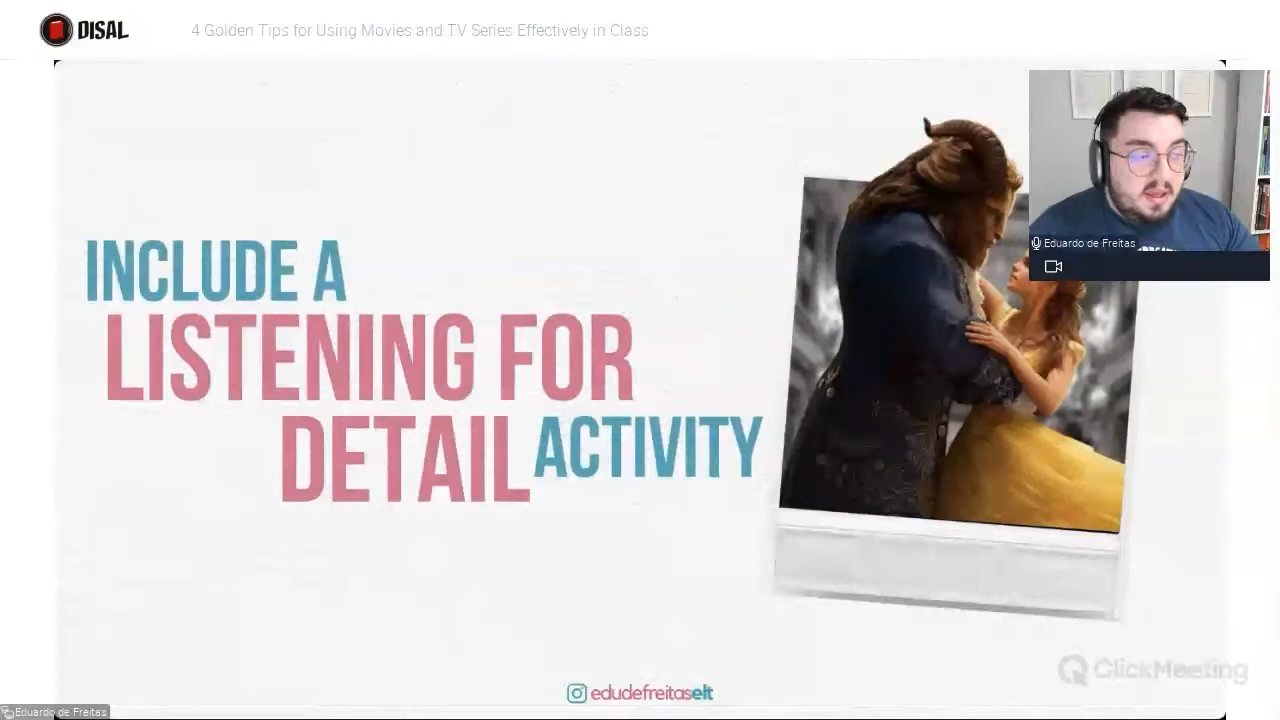 DISAL
4 Golden Tips for Using Movies and TV Series Effectively in Class
INCLUDE A
LISTENING FOR
DETAIL ACTIVITY
Eduardo de Freitas
edudefreitaselt
ClickMeeting
Eduardo de Freitas